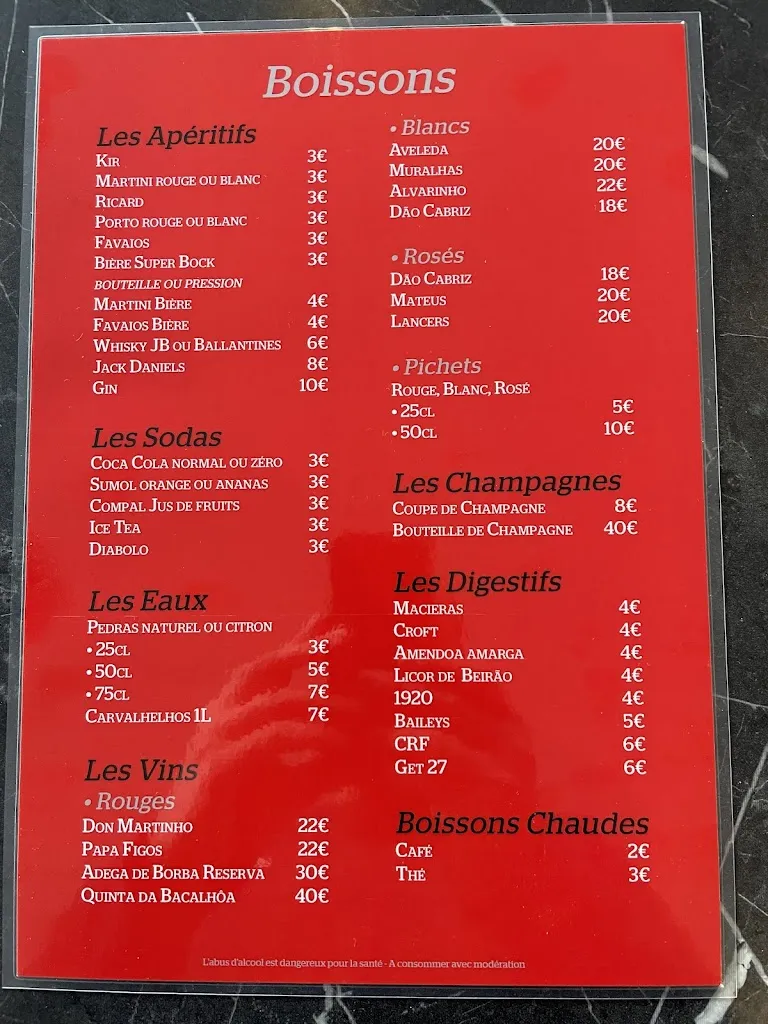 Boissons
Les Apéritifs
Kir 3€
Martini rouge ou blanc 3€
Ricard 3€
Porto rouge ou blanc 3€
Favaios 3€
Bière Super Bock 3€
bouteille ou pression
Martini Bière 4€
Favaios Bière 4€
Whisky JB ou Ballantines 6€
Jack Daniels 8€
Gin 10€
Les Sodas
Coca Cola normal ou zéro 3€
Sumol orange ou ananas 3€
Compal Jus de fruits 3€
Ice Tea 3€
Diabolo 3€
Les Eaux
Pedras naturel ou citron
• 25cl 3€
• 50cl 5€
• 75cl 7€
Carvalhelhos 1L 7€
Les Vins
• Rouges
Don Martinho 22€
Papa Figos 22€
Adega de Borba Reserva 30€
Quinta da Bacalhôa 40€
• Blancs
Aveleda 20€
Muralhas 20€
Alvarinho 22€
Dão Cabriz 18€
• Rosés
Dão Cabriz 18€
Mateus 20€
Lancers 20€
• Pichets
Rouge, Blanc, Rosé
• 25cl 5€
• 50cl 10€
Les Champagnes
Coupe de Champagne 8€
Bouteille de Champagne 40€
Les Digestifs
Macieras 4€
Croft 4€
Amendoa amarga 4€
Licor de Beirão 4€
1920 4€
Baileys 5€
CRF 6€
Get 27 6€
Boissons Chaudes
Café 2€
Thé 3€
L'abus d'alcool est dangereux pour la santé - A consommer avec modération